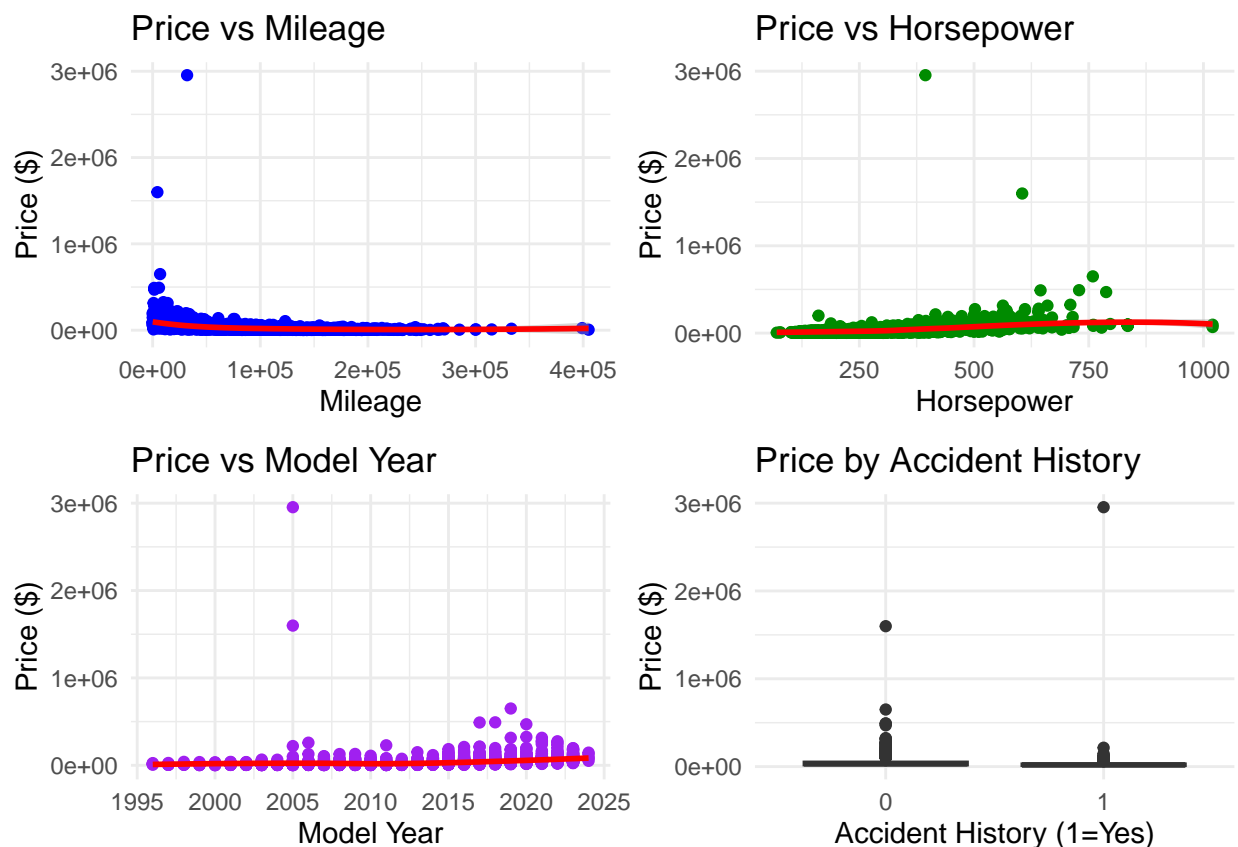 Price vs Mileage
3e+06
2e+06
1e+06
0e+00
Price ($)
0e+00 1e+05 2e+05 3e+05 4e+05
Mileage
Price vs Horsepower
3e+06
2e+06
1e+06
0e+00
Price ($)
250 500 750 1000
Horsepower
Price vs Model Year
3e+06
2e+06
1e+06
0e+00
Price ($)
1995 2000 2005 2010 2015 2020 2025
Model Year
Price by Accident History
3e+06
2e+06
1e+06
0e+00
Price ($)
0 1
Accident History (1=Yes)